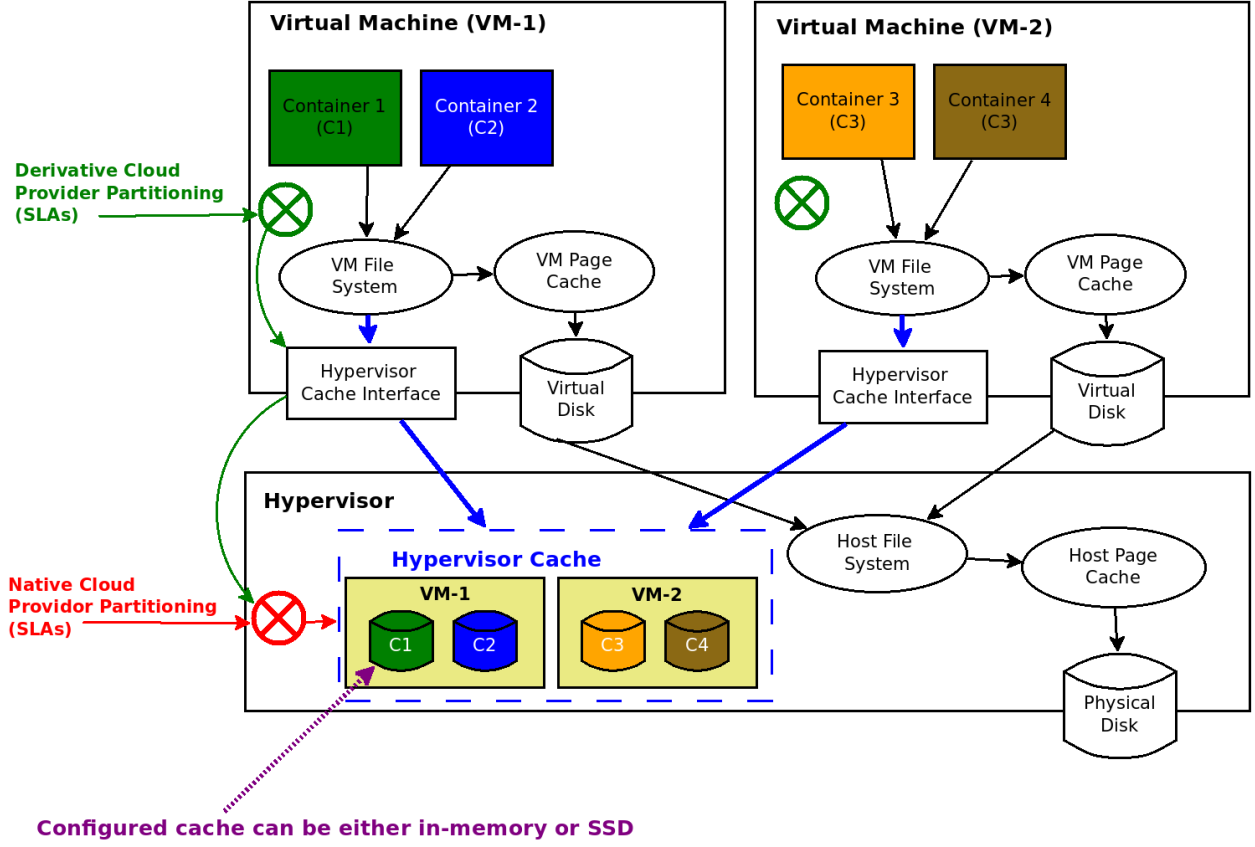 Virtual Machine (VM-1)
Container 1
(C1)
Container 2
(C2)
Derivative Cloud
Provider Partitioning
(SLAs)
VM File
System
VM Page
Cache
Hypervisor
Cache Interface
Virtual
Disk
Virtual Machine (VM-2)
Container 3
(C3)
Container 4
(C3)
VM File
System
VM Page
Cache
Hypervisor
Cache Interface
Virtual
Disk
Hypervisor
Hypervisor Cache
VM-1
C1
C2
VM-2
C3
C4
Host File
System
Host Page
Cache
Physical
Disk
Native Cloud
Providor Partitioning
(SLAs)
Configured cache can be either in-memory or SSD